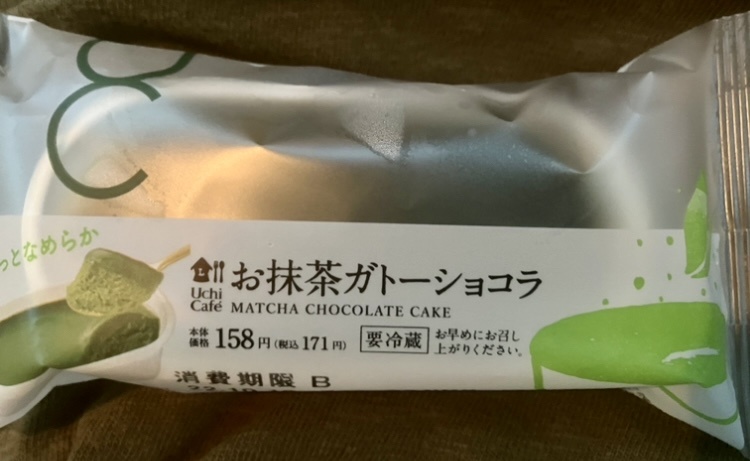 っとなめらか
Uchi
Café
お抹茶ガトーショコラ
MATCHA CHOCOLATE CAKE
本体
価格 158円(税込171円)
要冷蔵
お早めにお召し
上がりください。
消費期限 B